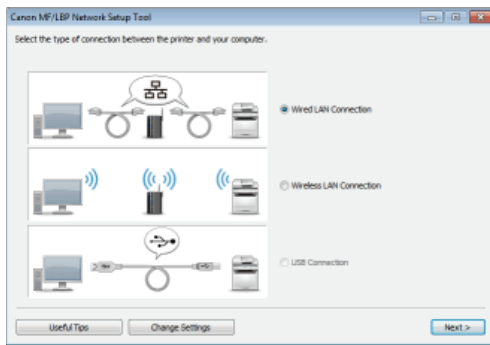 Canon MF/LBP Network Setup Tool
Select the type of connection between the printer and your computer.
Wired LAN Connection
Wireless LAN Connection
USB Connection
Useful Tips
Change Settings
Next >